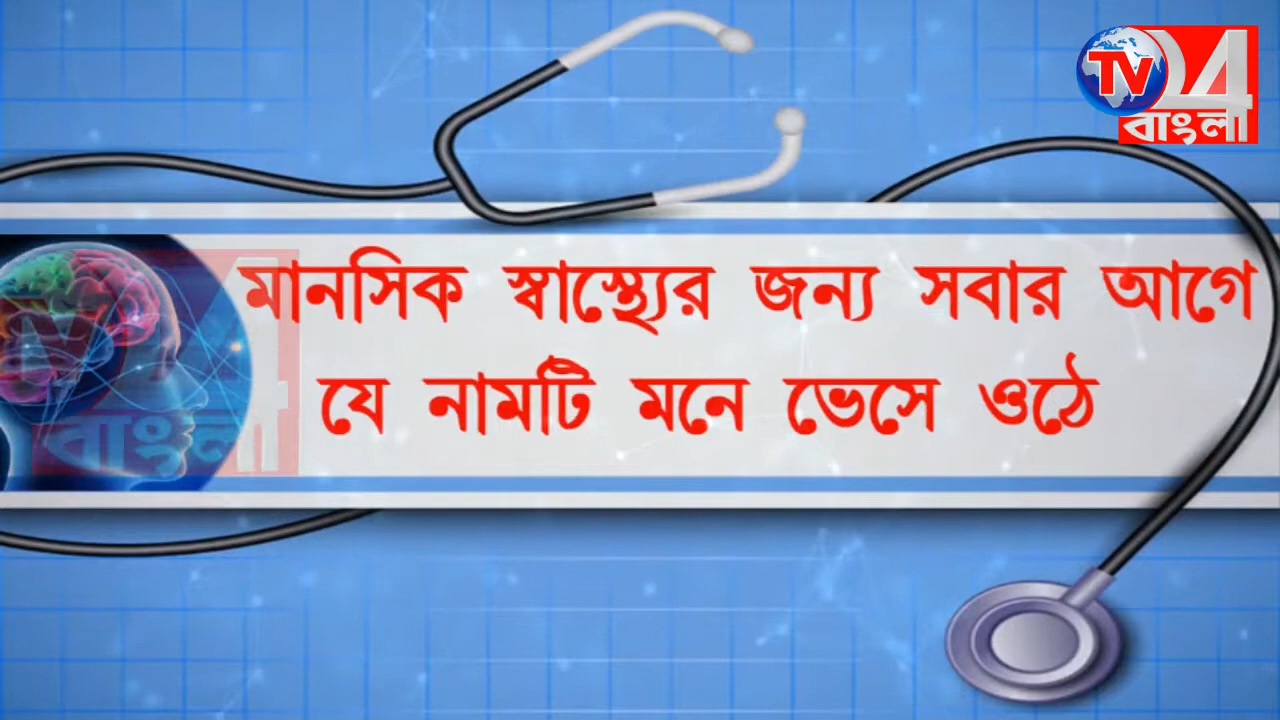 TV 24
বাংলা
মানসিক স্বাস্থ্যের জন্য সবার আগে
যে নামটি মনে ভেসে ওঠে
বাংলা